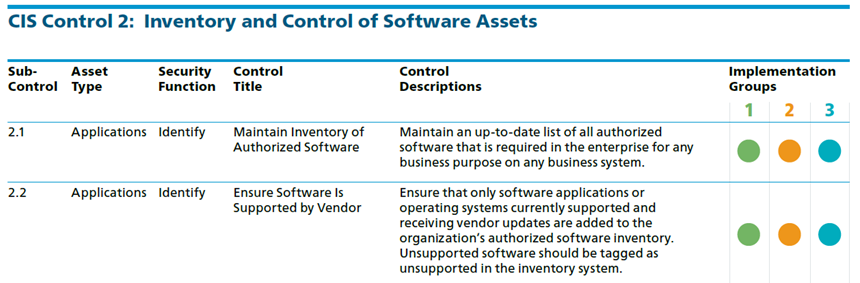 CIS Control 2: Inventory and Control of Software Assets
Sub-
Control
Asset
Type
Security
Function
Control
Title
Control
Descriptions
Implementation
Groups
1 2 3
2.1
Applications
Identify
Maintain Inventory of
Authorized Software
Maintain an up-to-date list of all authorized
software that is required in the enterprise for any
business purpose on any business system.
2.2
Applications
Identify
Ensure Software Is
Supported by Vendor
Ensure that only software applications or
operating systems currently supported and
receiving vendor updates are added to the
organization’s authorized software inventory.
Unsupported software should be tagged as
unsupported in the inventory system.